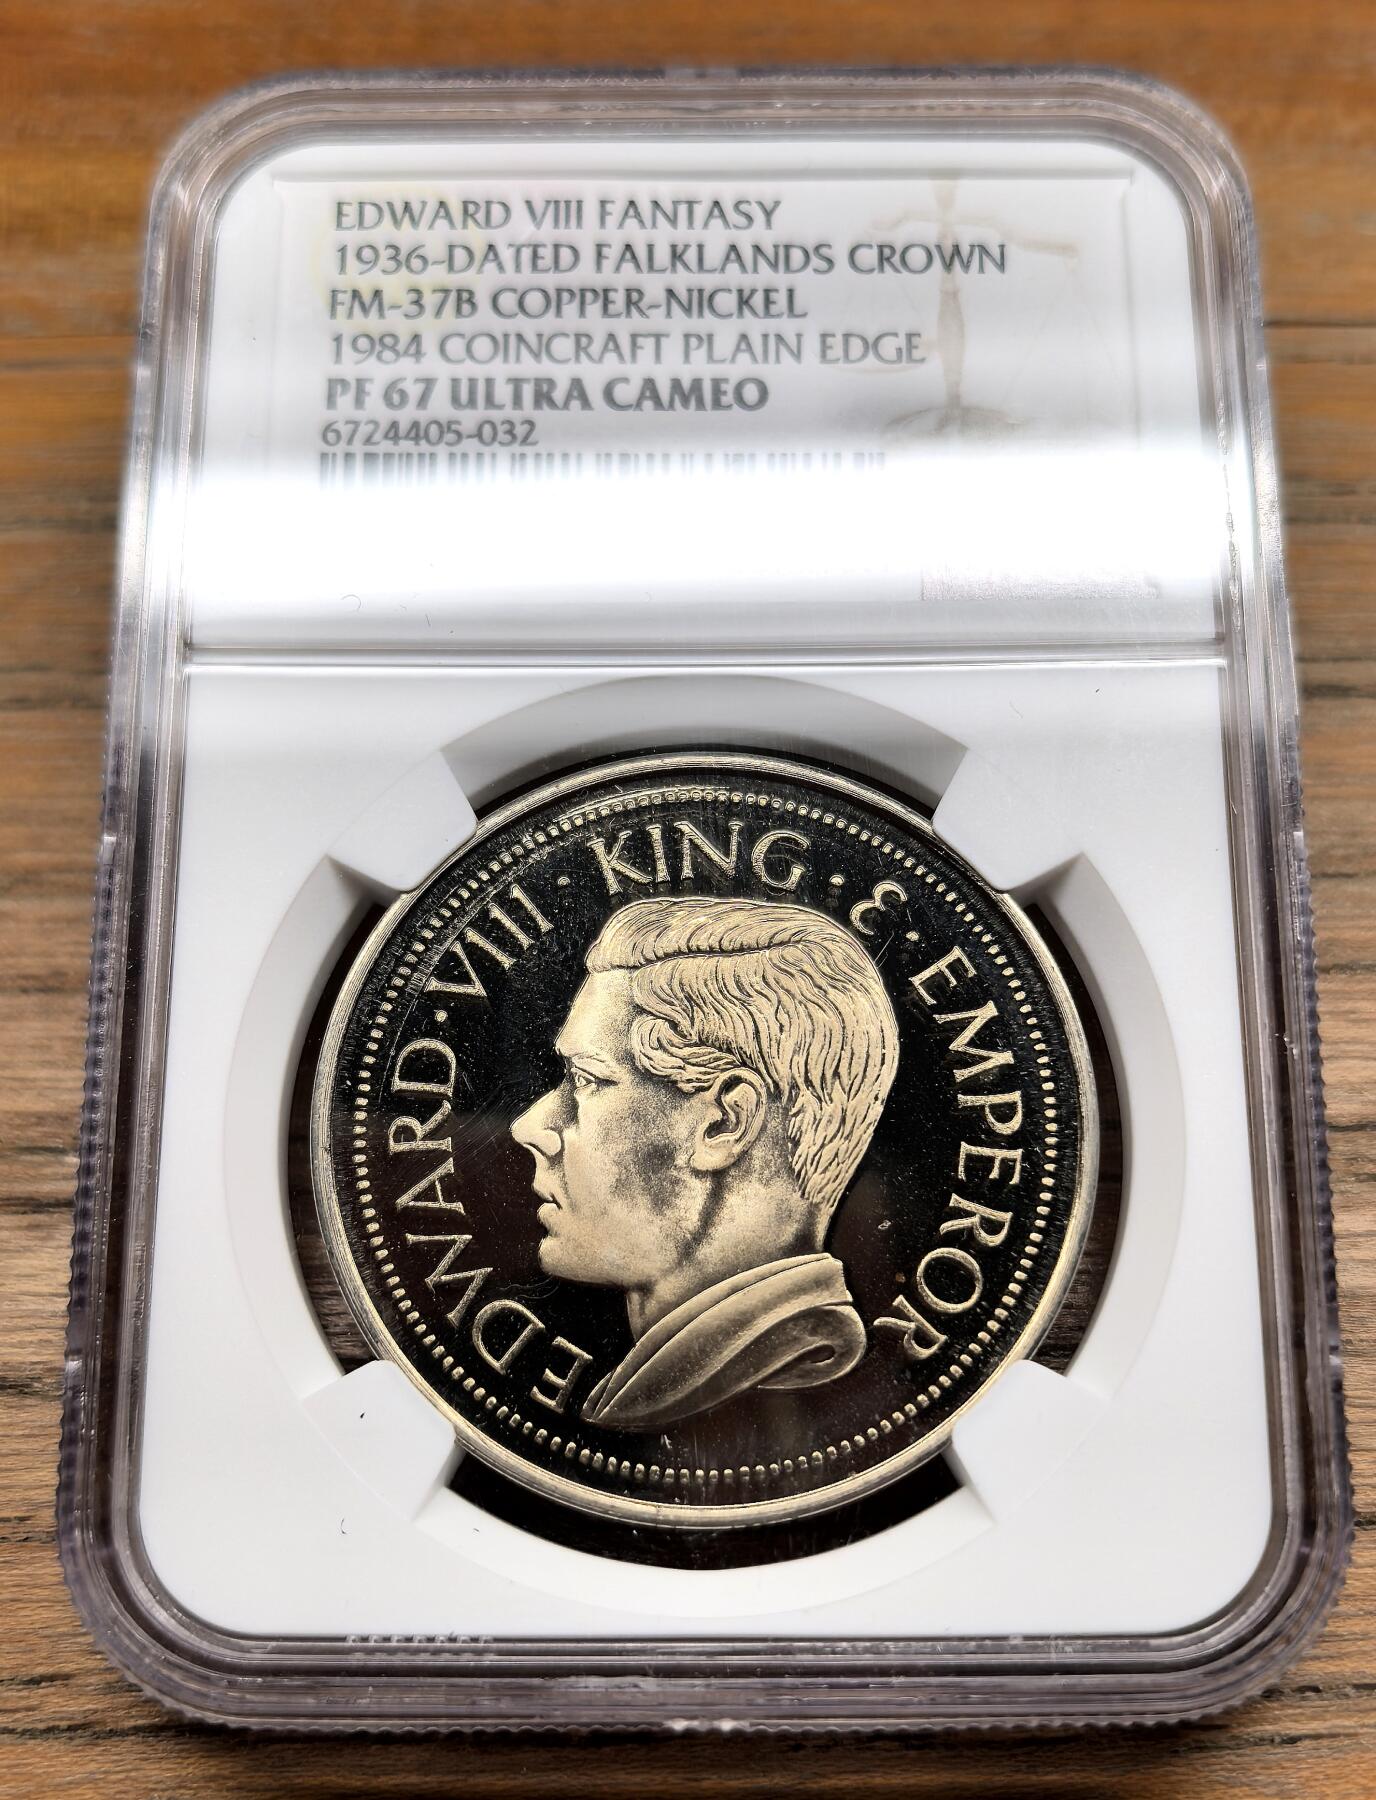 EDWARD VIII FANTASY
1936-DATED FALKLANDS CROWN
FM-37B COPPER-NICKEL
1984 COINCRAFT PLAIN EDGE
PF 67 ULTRA CAMEO
6724405-032
EDWARD · VIII · KING · & · EMPEROR